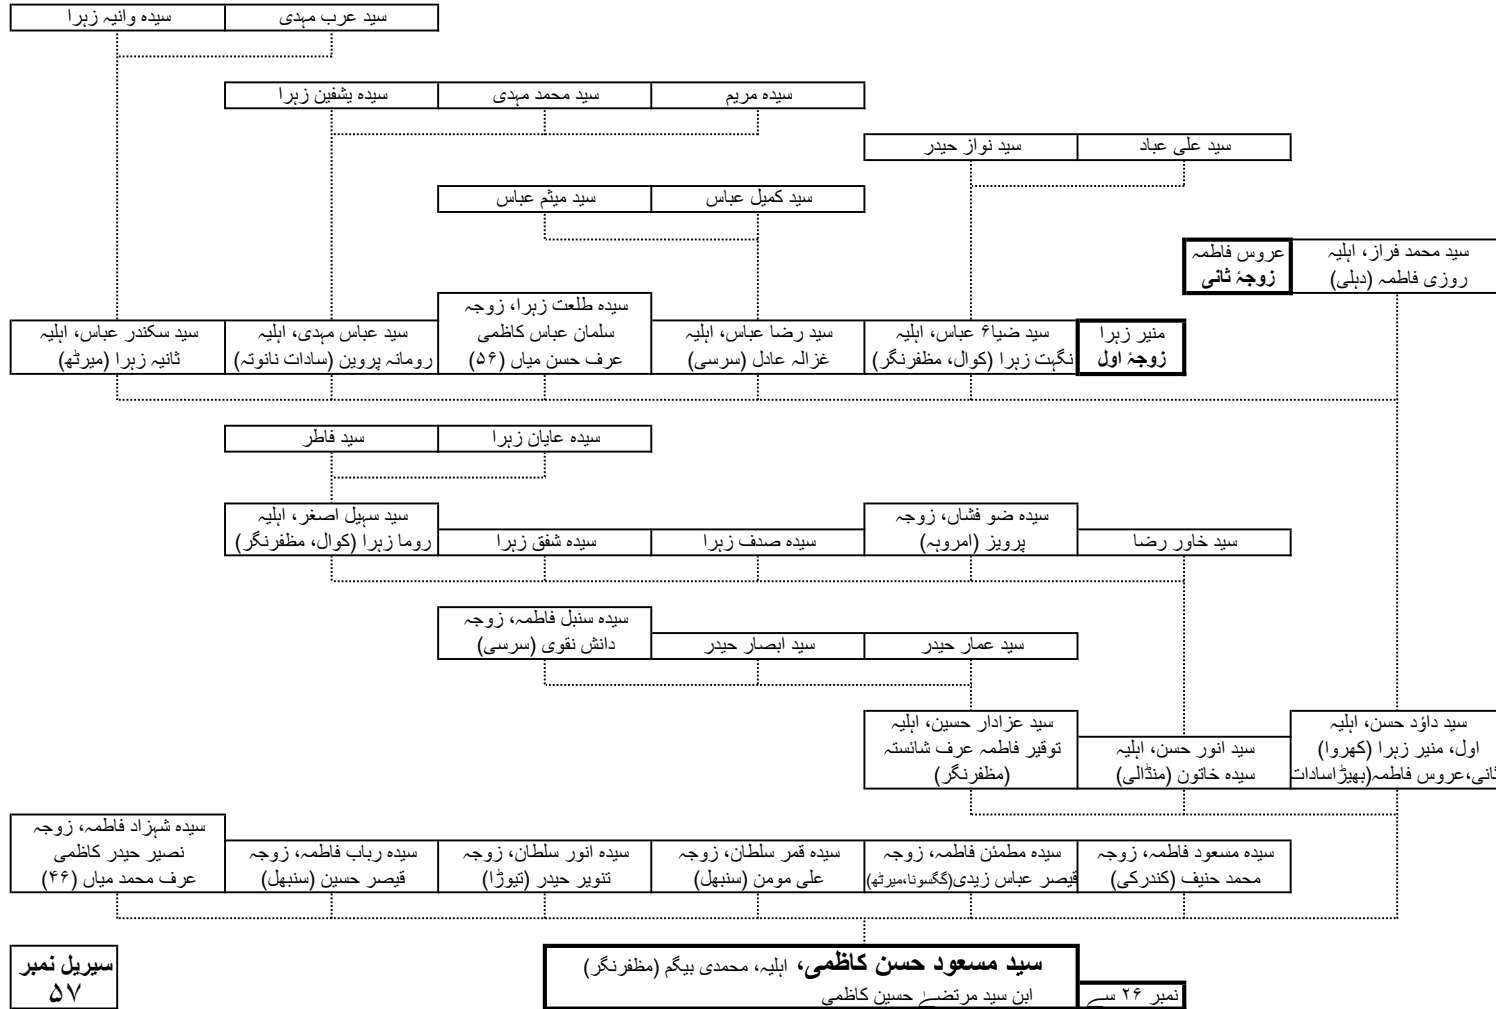 سید عرب مہدی
سیدہ وانیہ زہرا
سیدہ مریم
سید محمد مہدی
سیدہ یشفین زہرا
سید علی عباد
سید نواز حیدر
سید کمیل عباس
سید میثم عباس
سید محمد فراز، اہلیہ
روزی فاطمہ (دہلی)
عروس فاطمہ
زوجۂ ثانی
منیر زہرا
زوجۂ اول
سید ضیا۶ عباس، اہلیہ
نگہت زہرا (کوال، مظفرنگر)
سید رضا عباس، اہلیہ
غزالہ عادل (سرسی)
سیدہ طلعت زہرا، زوجہ
سلمان عباس کاظمی
عرف حسن میاں (۵۶)
سید عباس مہدی، اہلیہ
رومانہ پروین (سادات نانوتہ)
سید سکندر عباس، اہلیہ
ثانیہ زہرا (میرٹھ)
سیدہ عایان زہرا
سید فاطر
سید خاور رضا
سیدہ ضو فشاں، زوجہ
پرویز (امروہہ)
سیدہ صدف زہرا
سیدہ شفق زہرا
سید سہیل اصغر، اہلیہ
روما زہرا (کوال، مظفرنگر)
سید عمار حیدر
سید ابصار حیدر
سیدہ سنبل فاطمہ، زوجہ
دانش نقوی (سرسی)
سید داؤد حسن، اہلیہ
اول، منیر زہرا (کھروا)
ثانی،عروس فاطمہ(بھیڑاسادات
سید انور حسن، اہلیہ
سیدہ خاتون (منڈالی)
سید عزادار حسین، اہلیہ
توقیر فاطمہ عرف شائستہ
(مظفرنگر)
سیدہ مسعود فاطمہ، زوجہ
محمد حنیف (کندرکی)
سیدہ مطمئن فاطمہ، زوجہ
قیصر عباس زیدی(گگسونا،میرٹھ)
سیدہ قمر سلطان، زوجہ
علی مومن (سنبھل)
سیدہ انور سلطان، زوجہ
تنویر حیدر (تیوڑا)
سیدہ رباب فاطمہ، زوجہ
قیصر حسین (سنبھل)
سیدہ شہزاد فاطمہ، زوجہ
نصیر حیدر کاظمی
عرف محمد میاں (۴۶)
نمبر ۲۶ سے
سید مسعود حسن کاظمی، اہلیہ، محمدی بیگم (مظفرنگر)
ابن سید مرتضےٰ حسین کاظمی
سیریل نمبر
۵۷